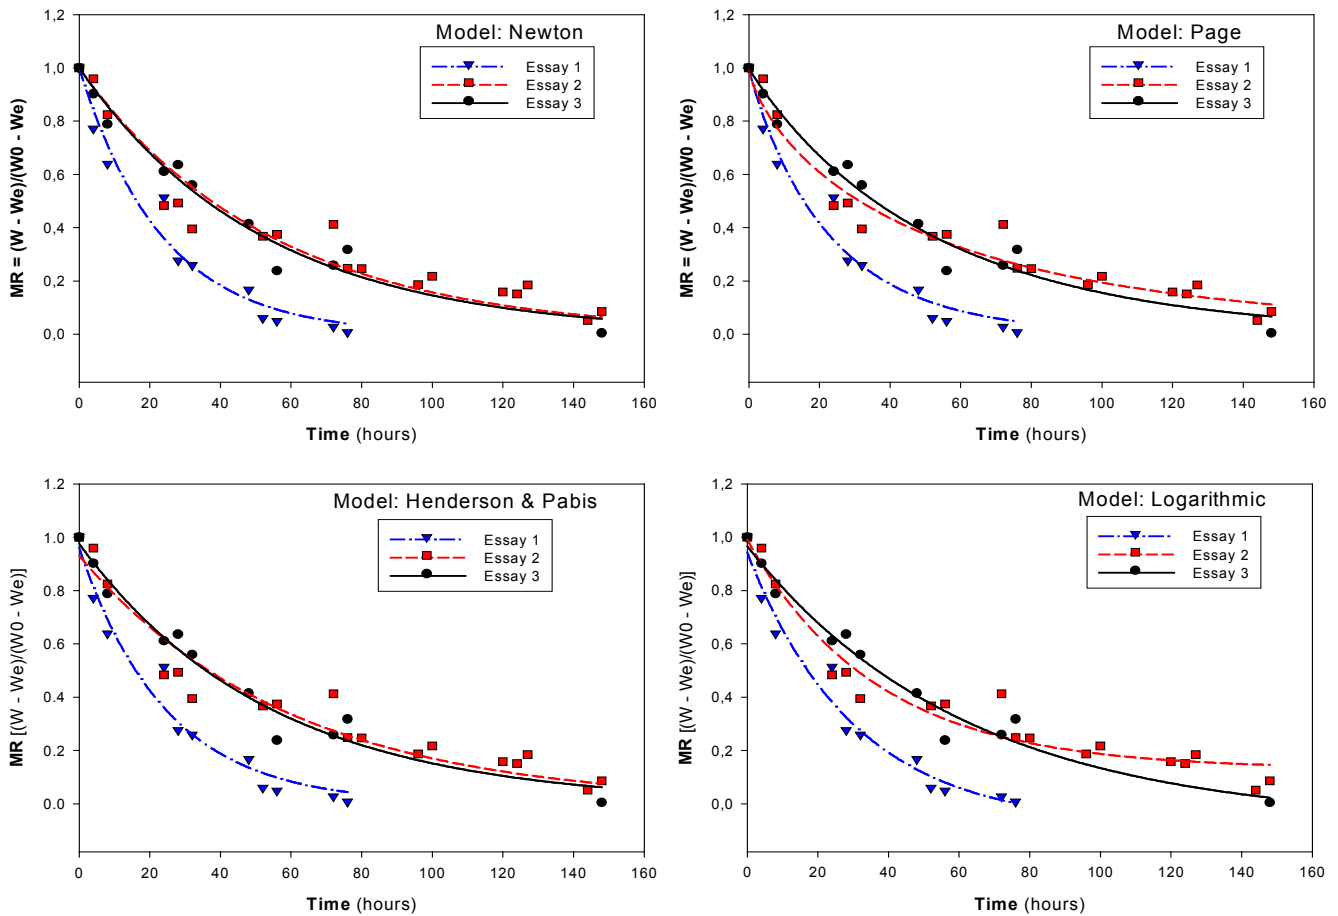 Model: Newton
Essay 1
Essay 2
Essay 3
1,2
1,0
0,8
0,6
0,4
0,2
0,0
MR = (W - We)/(W0 - We)
0 20 40 60 80 100 120 140 160
Time (hours)
Model: Page
Essay 1
Essay 2
Essay 3
1,2
1,0
0,8
0,6
0,4
0,2
0,0
MR = (W - We)/(W0 - We)
0 20 40 60 80 100 120 140 160
Time (hours)
Model: Henderson & Pabis
Essay 1
Essay 2
Essay 3
1.2
1.0
0.8
0.6
0.4
0.2
0.0
MR [(W - We)/(W0 - We)]
0 20 40 60 80 100 120 140 160
Time (hours)
Model: Logarithmic
Essay 1
Essay 2
Essay 3
1,2
1,0
0,8
0,6
0,4
0,2
0,0
MR [(W - We)/(W0 - We)]
0 20 40 60 80 100 120 140 160
Time (hours)